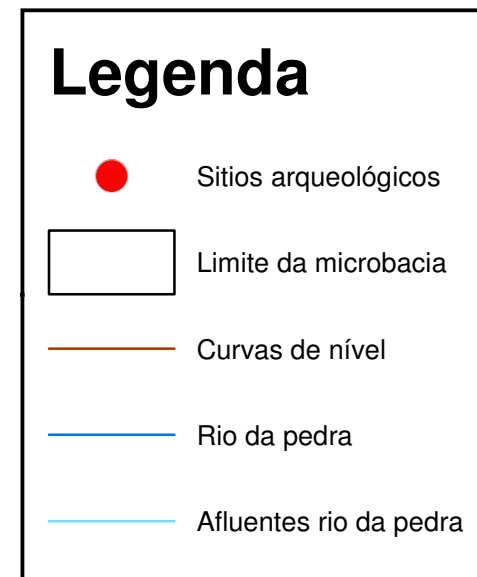 Legenda
Sitios arqueológicos
Limite da microbacia
Curvas de nível
Rio da pedra
Afluentes rio da pedra